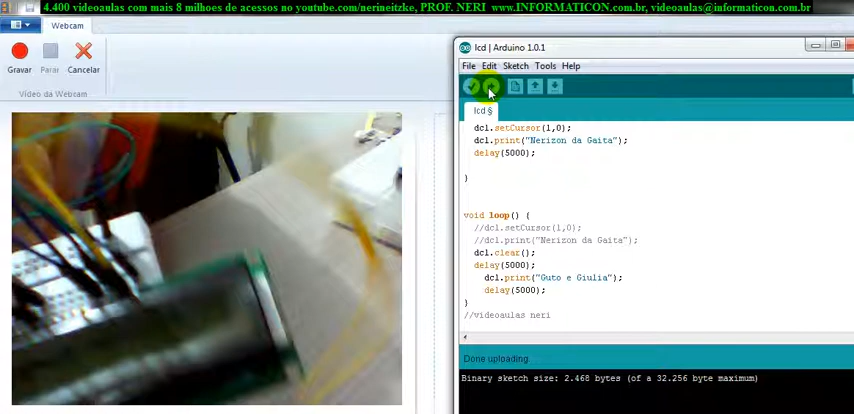 4.400 videoaulas com mais 8 milhoes de acessos no youtube.com/nerineitzke, PROF. NERI www.INFORMATICON.com.br, videoaulas@informaticon.com.br
Webcam
Gravar Parar Cancelar
Vídeo da Webcam
lcd | Arduino 1.0.1
File Edit Sketch Tools Help
lcd §
dcl.setCursor(1,0);
dcl.print("Nerizon da Gaita");
delay(5000);
}
void loop() {
//dcl.setCursor(1,0);
//dcl.print("Nerizon da Gaita");
dcl.clear();
delay(5000);
dcl.print("Guto e Giulia");
delay(5000);
}
//videoaulas neri
Done uploading
Binary sketch size: 2.468 bytes (of a 32.256 byte maximum)